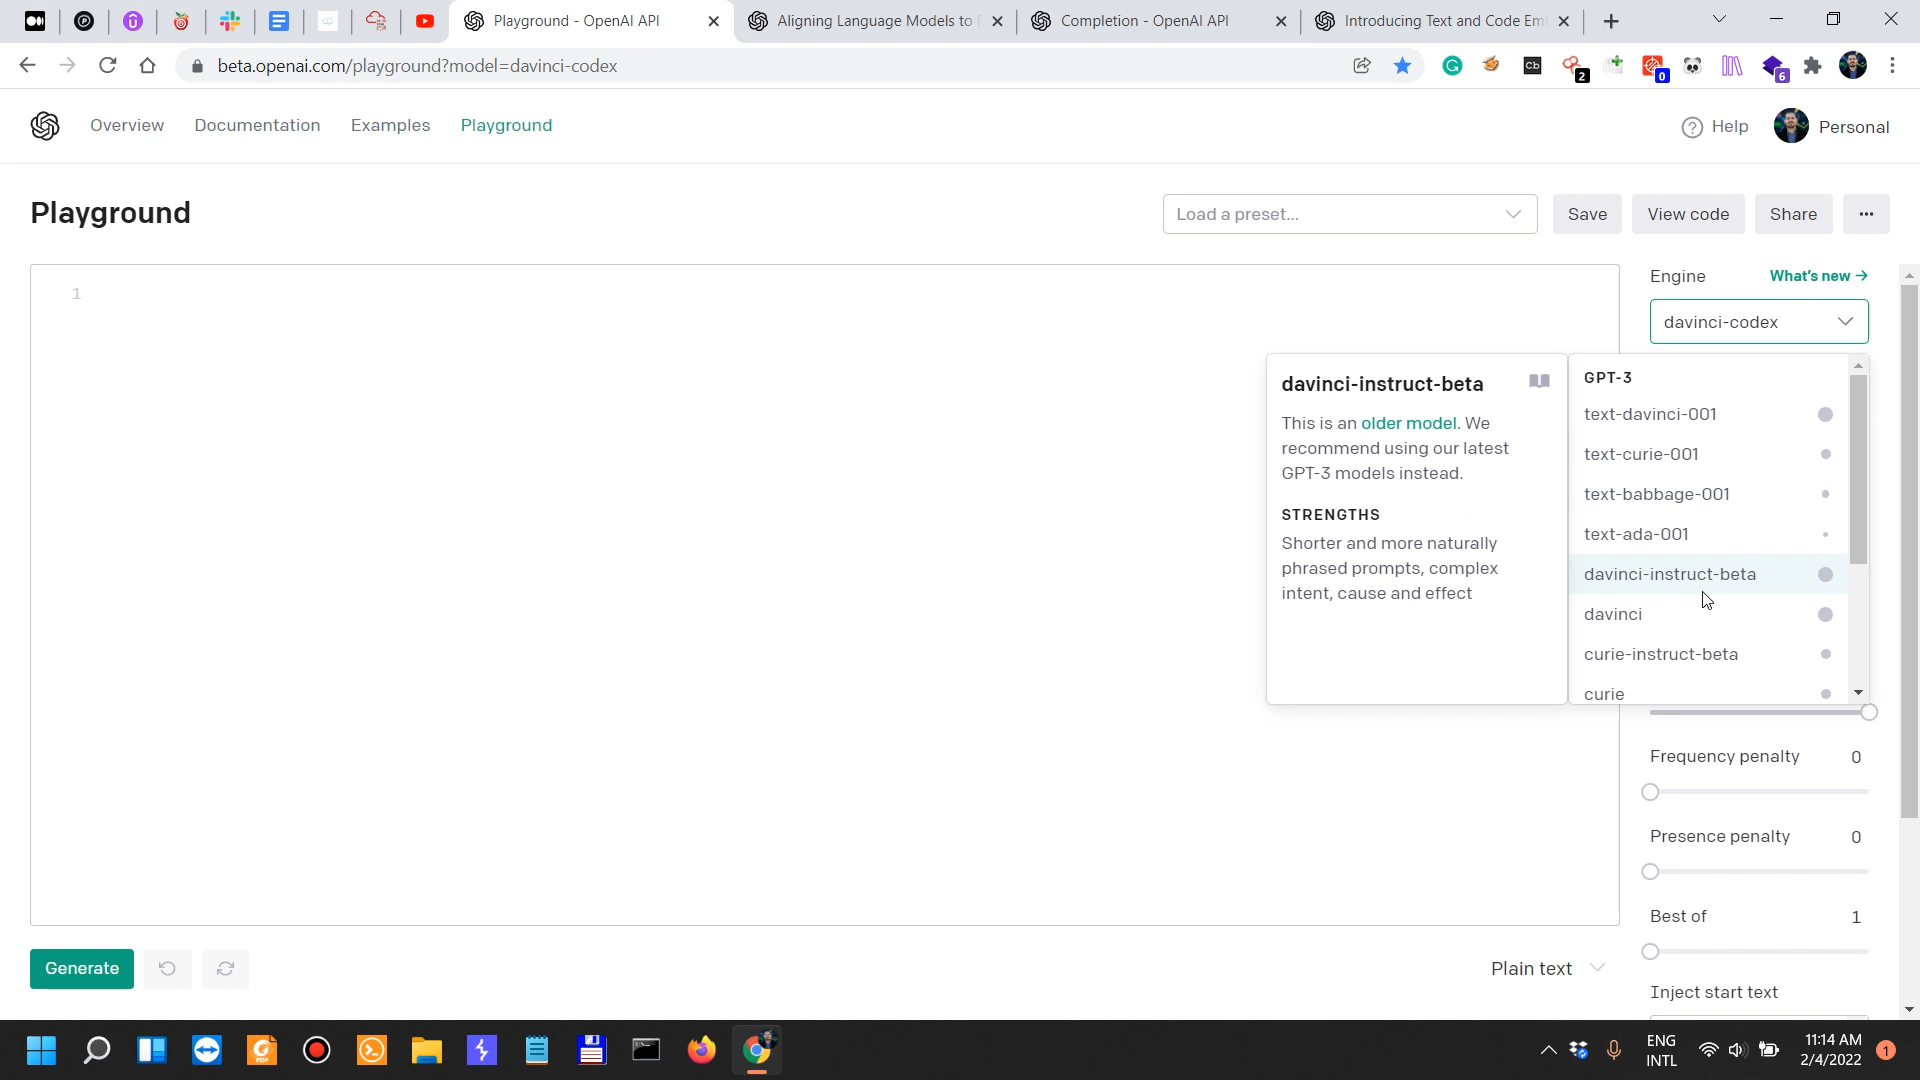 Playground - OpenAI API
Aligning Language Models to F
Completion - OpenAI API
Introducing Text and Code Em
beta.openai.com/playground?model=davinci-codex
2
0
6
Overview
Documentation
Examples
Playground
Help
Personal
Playground
Load a preset...
Save
View code
Share
1
Engine
What's new →
davinci-codex
davinci-instruct-beta
This is an older model. We
recommend using our latest
GPT-3 models instead.
STRENGTHS
Shorter and more naturally
phrased prompts, complex
intent, cause and effect
GPT-3
text-davinci-001
text-curie-001
text-babbage-001
text-ada-001
davinci-instruct-beta
davinci
curie-instruct-beta
curie
Frequency penalty 0
Presence penalty 0
Best of 1
Inject start text
Generate
Plain text
ENG
INTL
11:14 AM
2/4/2022
1